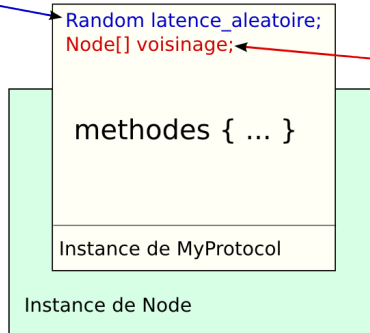 Random latence_aleatoire;
Node[] voisinage;
methodes { ... }
Instance de MyProtocol
Instance de Node